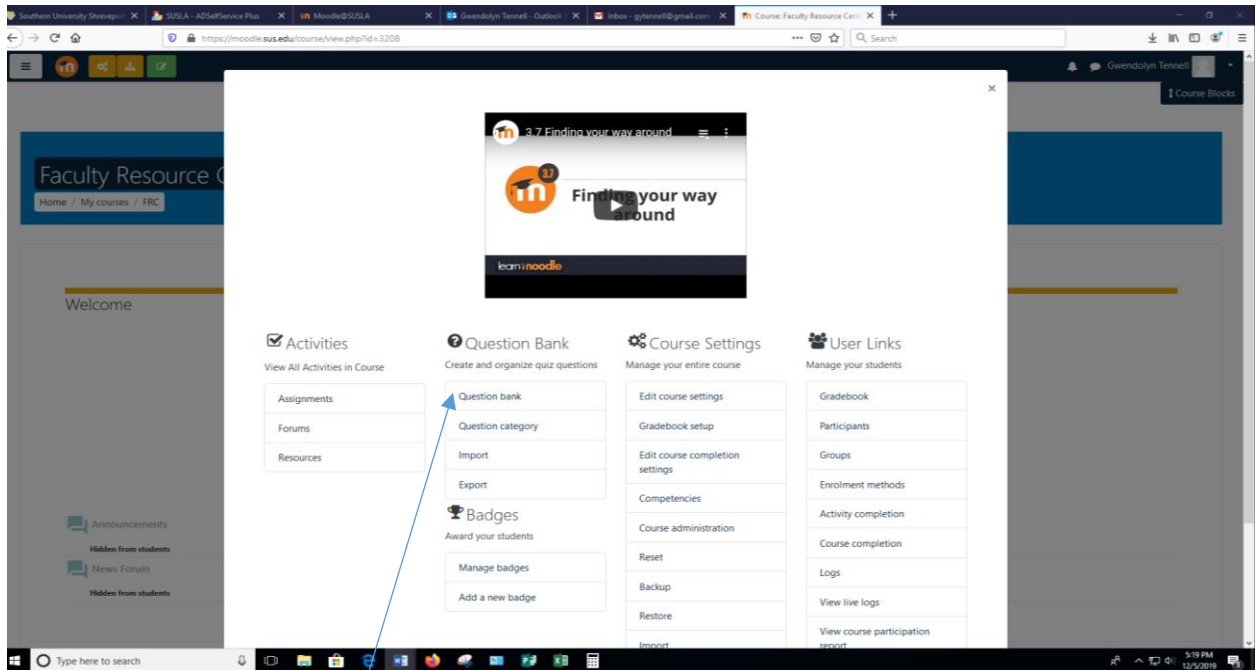 Southern University Shrevepor
SUSLA - ADSelfService Plus
Moodle@SUSLA
Gwendolyn Tennell - Outlook
Inbox - gytennell@gmail.com
Course: Faculty Resource Cent
https://moodle.sus.edu/course/view.php?id=3208
Search
Gwendolyn Tennell
Course Blocks
Faculty Resource C
Home / My courses / FRC
Welcome
Announcements
Hidden from students
News Forum
Hidden from students
3.7 Finding your way around
3.7
Finding your way
around
learn moodle
Activities
View All Activities in Course
Assignments
Forums
Resources
Question Bank
Create and organize quiz questions
Question bank
Question category
Import
Export
Badges
Award your students
Manage badges
Add a new badge
Course Settings
Manage your entire course
Edit course settings
Gradebook setup
Edit course completion
settings
Competencies
Course administration
Reset
Backup
Restore
Import
User Links
Manage your students
Gradebook
Participants
Groups
Enrolment methods
Activity completion
Course completion
Logs
View live logs
View course participation
report
Type here to search
5:19 PM
12/5/2019